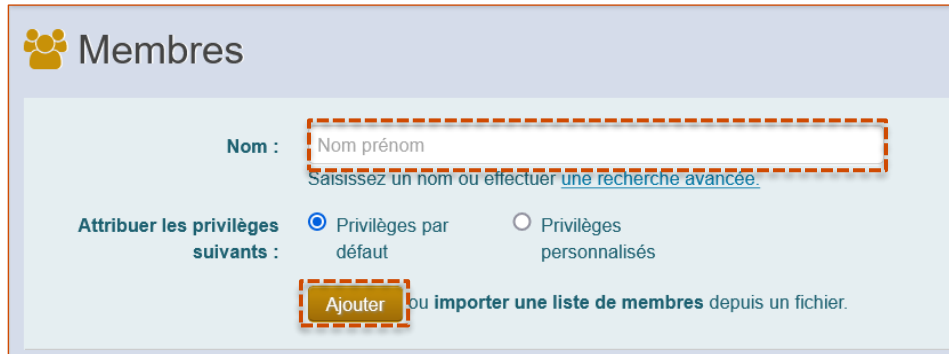 Membres
Nom :
Nom prénom
Saisissez un nom ou effectuer une recherche avancée.
Attribuer les privilèges suivants :
Privilèges par défaut
Privilèges personnalisés
Ajouter ou importer une liste de membres depuis un fichier.